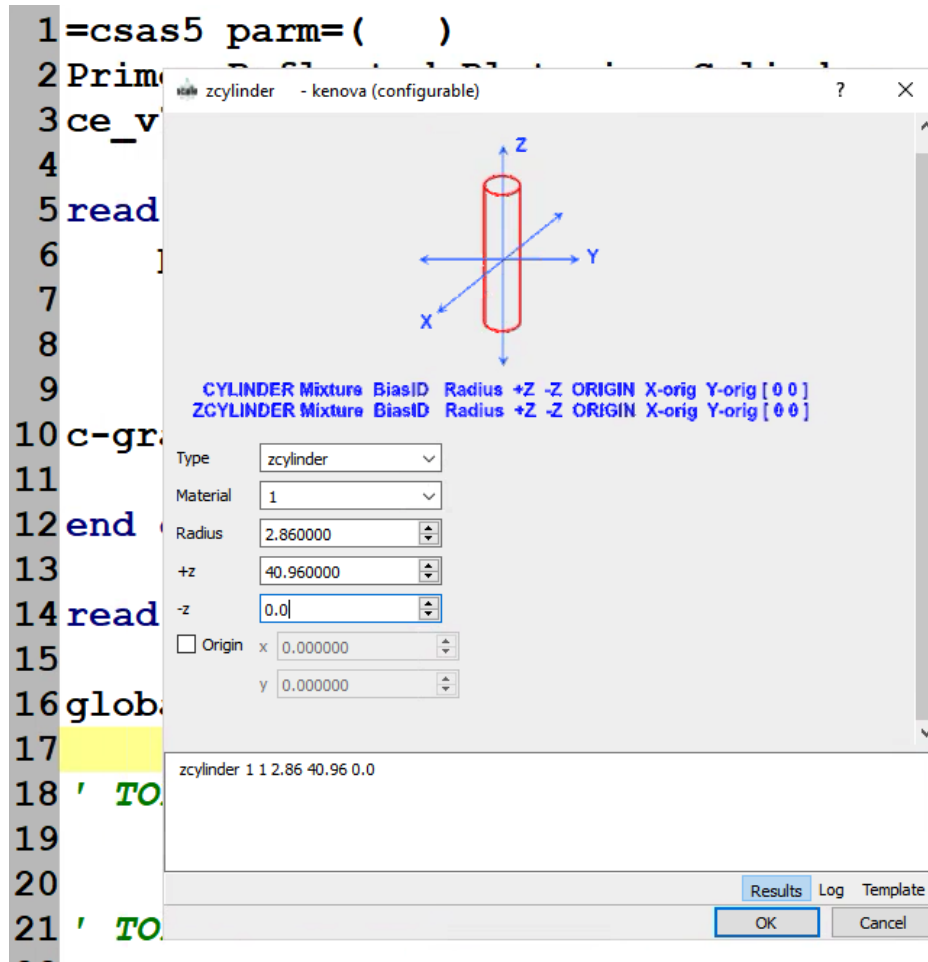 1 =csas5 parm=(   )
2 Prime
3 ce_v
4
5 read
6
7
8
9
10 c-gra
11
12 end
13
14 read
15
16 globa
17
18 ' TO
19
20
21 ' TO
scale zcylinder - kenova (configurable) ? ×
Z
Y
X
CYLINDER Mixture BiasID Radius +Z -Z ORIGIN X-orig Y-orig [ 0 0 ]
ZCYLINDER Mixture BiasID Radius +Z -Z ORIGIN X-orig Y-orig [ 0 0 ]
Type zcylinder
Material 1
Radius 2.860000
+z 40.960000
-z 0.0
Origin x 0.000000
y 0.000000
zcylinder 1 1 2.86 40.96 0.0
Results Log Template
OK Cancel